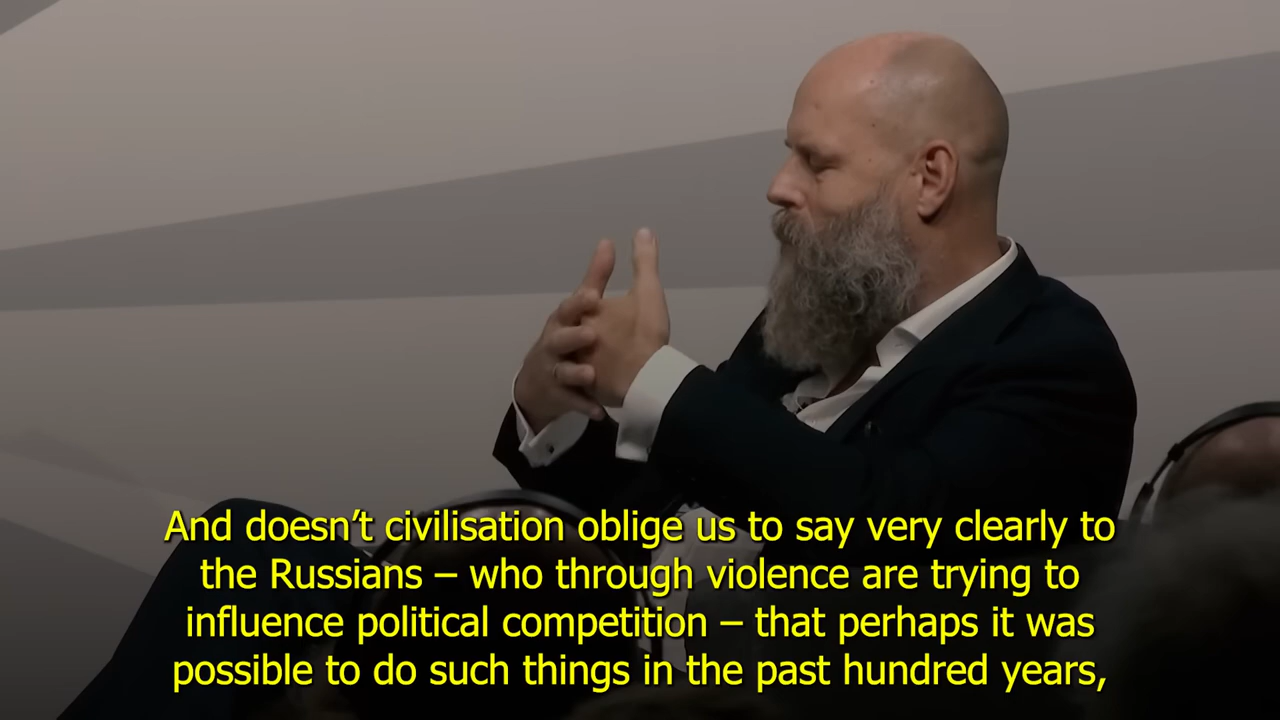 And doesn’t civilisation oblige us to say very clearly to
the Russians – who through violence are trying to
influence political competition – that perhaps it was
possible to do such things in the past hundred years,